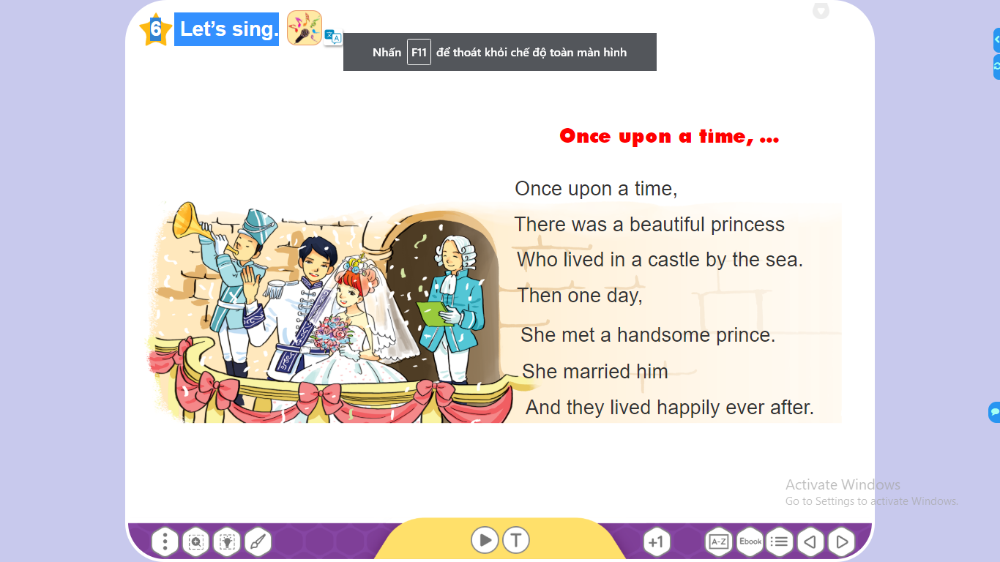 6 Let's sing.
Nhấn F11 để thoát khỏi chế độ toàn màn hình
Once upon a time, ...
Once upon a time,
There was a beautiful princess
Who lived in a castle by the sea.
Then one day,
She met a handsome prince.
She married him
And they lived happily ever after.
Activate Windows
Go to Settings to activate Windows.
T
+1
A-Z
Ebook